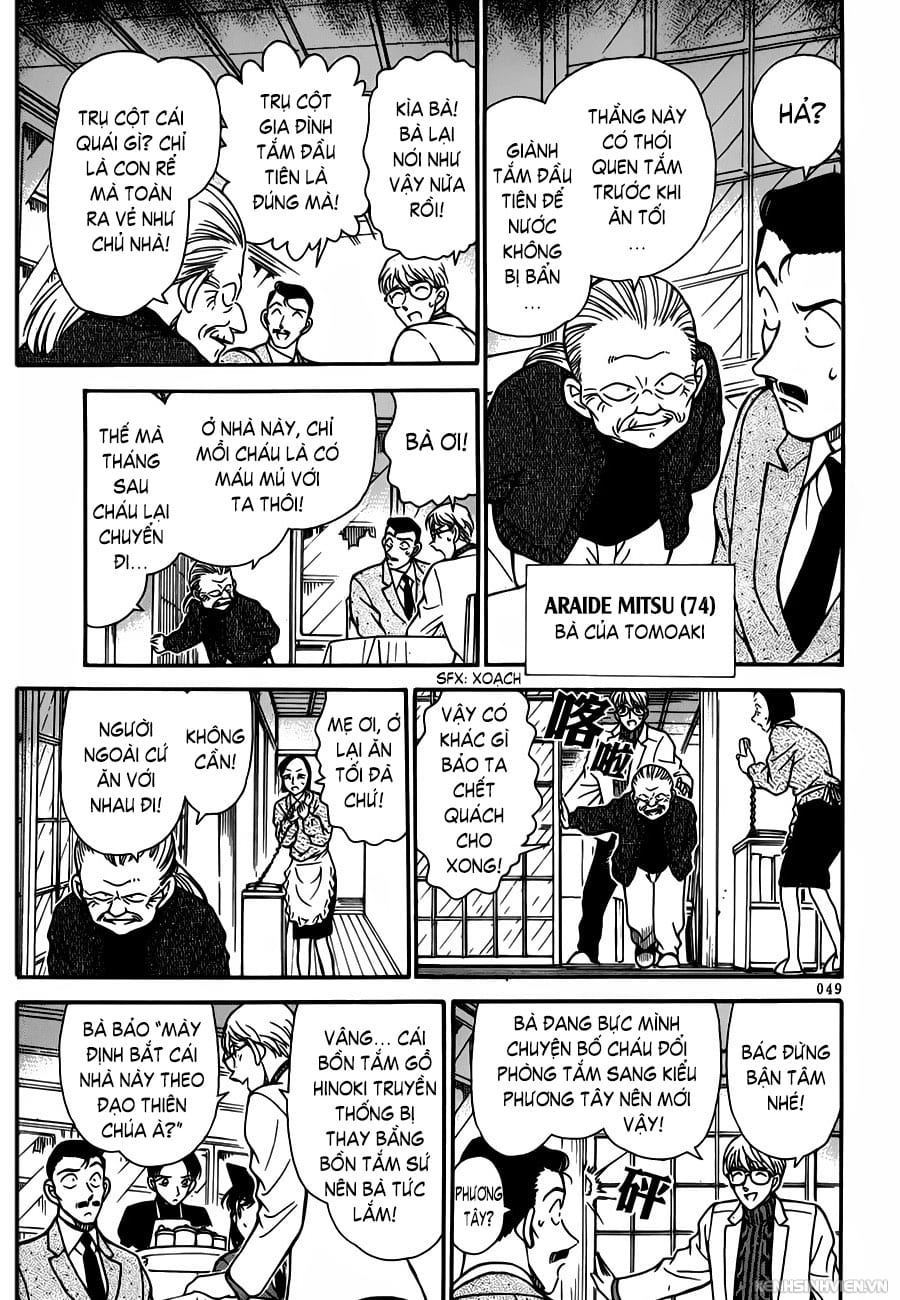 HẢ?
THẰNG NÀY
CÓ THÓI
QUEN TẮM
TRƯỚC KHI
ĂN TỐI
...
GIÀNH
TẮM ĐẦU
TIÊN ĐỂ
NƯỚC
KHÔNG
BỊ BẨN
...
ARAIDE MITSU (74)
BÀ CỦA TOMOAKI
KÌA BÀ!
BÀ LẠI
NÓI NHƯ
VẬY NỮA
RỒI!
TRỤ CỘT
GIA ĐÌNH
TẮM ĐẦU
TIÊN LÀ
ĐÚNG MÀ!
TRỤ CỘT CÁI
QUÁI GÌ? CHỈ
LÀ CON RỂ
MÀ TOÀN
RA VẺ NHƯ
CHỦ NHÀ!
BÀ ƠI!
Ở NHÀ NÀY, CHỈ
MỒI CHÁU LÀ CÓ
MÁU MỦ VỚI
TA THÔI!
THẾ MÀ
THÁNG
SAU
CHÁU LẠI
CHUYỂN
ĐI...
SFX: XOẠCH
喀啦
VẬY CÓ
KHÁC GÌ
BẢO TA
CHẾT
QUÁCH
CHO
XONG!
MẸ ƠI, Ở
LẠI ĂN
TỐI ĐÃ
CHỨ!
KHÔNG
CẦN!
NGƯỜI
NGOÀI CỨ
ĂN VỚI
NHAU ĐI!
049
BÁC ĐỪNG
BẬN TÂM
NHÉ!
BÀ ĐANG BỰC MÌNH
CHUYỆN BỐ CHÁU ĐỔI
PHÒNG TẮM SANG KIỂU
PHƯƠNG TÂY NÊN MỚI
VẬY!
砰
PHƯƠNG
TÂY?
VÂNG... CÁI
BỒN TẮM GỖ
HINOKI TRUYỀN
THỐNG BỊ
THAY BẰNG
BỒN TẮM SỨ
NÊN BÀ TỨC
LẮM!
BÀ BẢO "MÀY
ĐỊNH BẮT CÁI
NHÀ NÀY THEO
ĐẠO THIÊN
CHÚA À?"
KENHSINHVIEN.VN